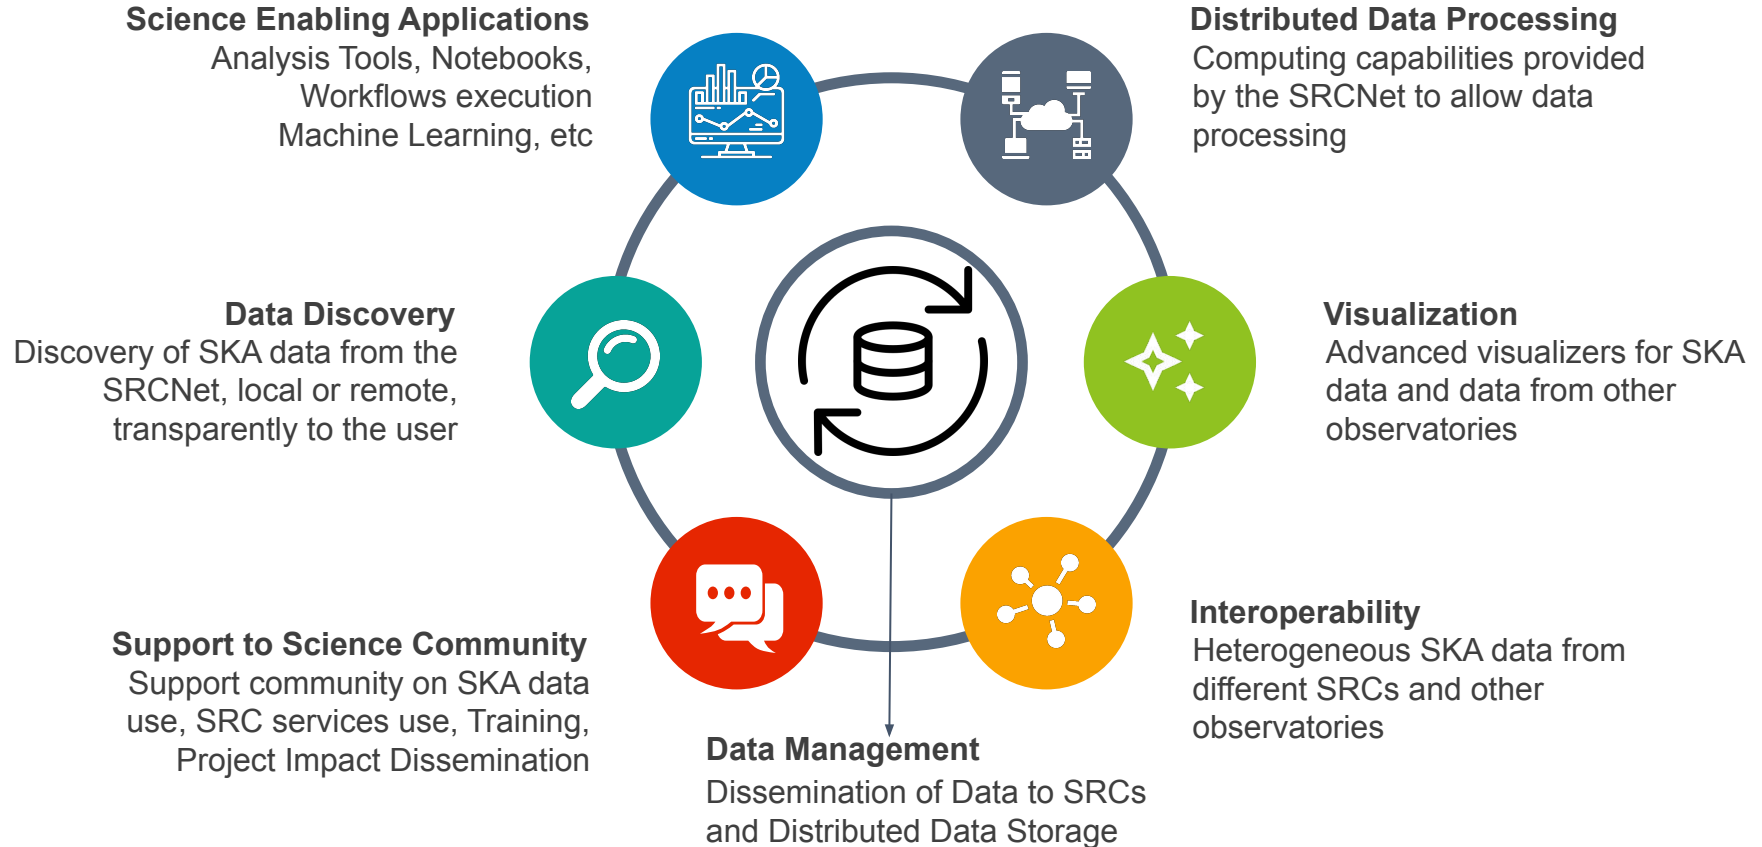 Science Enabling Applications
Analysis Tools, Notebooks,
Workflows execution
Machine Learning, etc
Distributed Data Processing
Computing capabilities provided
by the SRCNet to allow data
processing
Data Discovery
Discovery of SKA data from the
SRCNet, local or remote,
transparently to the user
Visualization
Advanced visualizers for SKA
data and data from other
observatories
Support to Science Community
Support community on SKA data
use, SRC services use, Training,
Project Impact Dissemination
Interoperability
Heterogeneous SKA data from
different SRCs and other
observatories
Data Management
Dissemination of Data to SRCs
and Distributed Data Storage